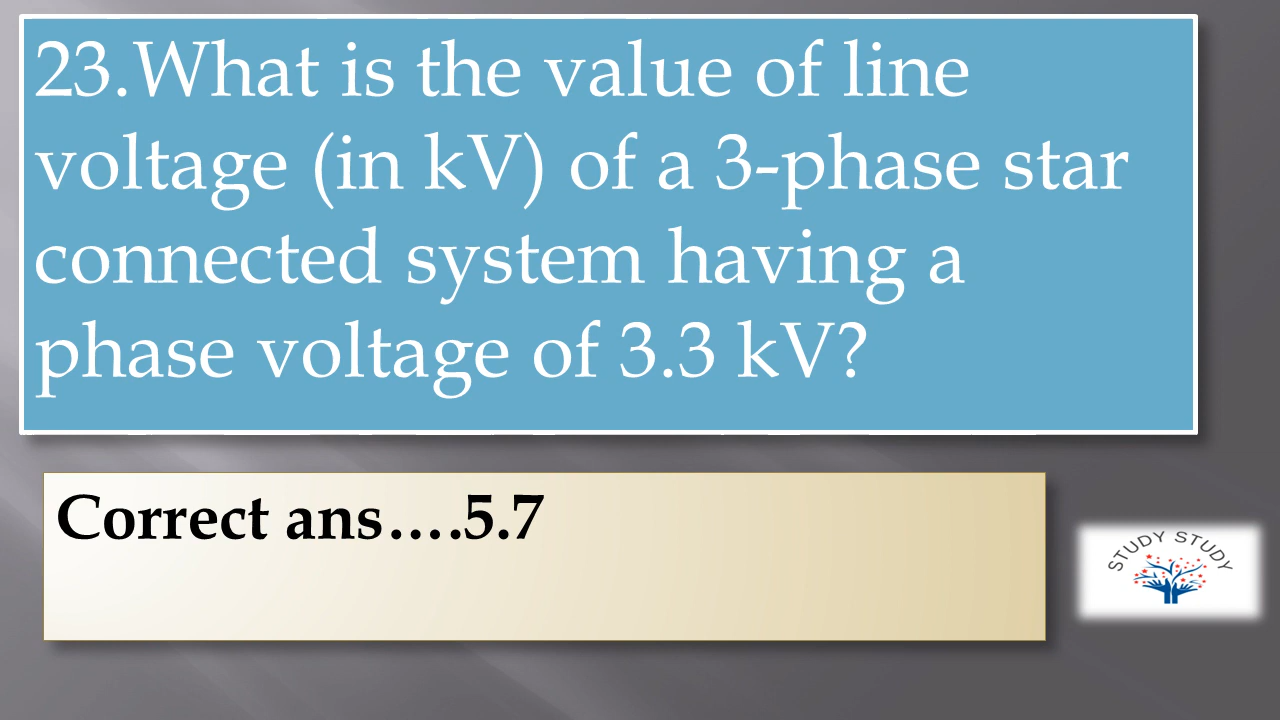 23.What is the value of line
voltage (in kV) of a 3-phase star
connected system having a
phase voltage of 3.3 kV?
Correct ans....5.7
STUDY STUDY